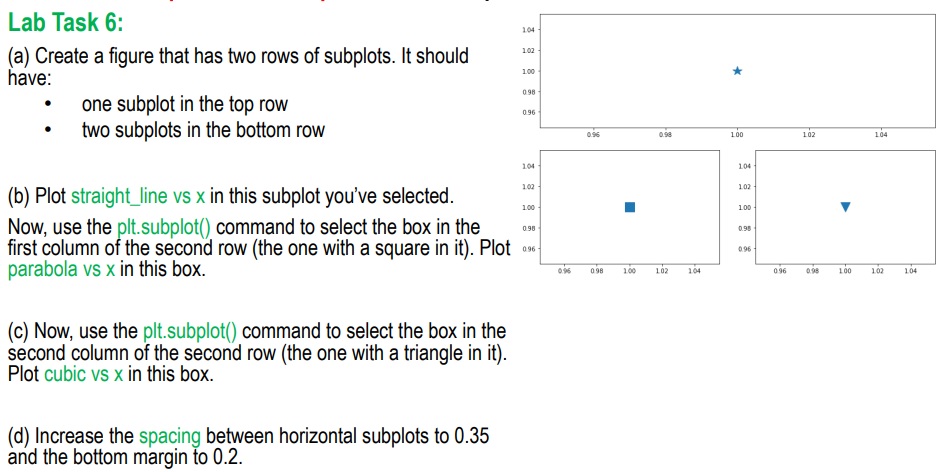 Lab Task 6:
(a) Create a figure that has two rows of subplots. It should
have:
• one subplot in the top row
• two subplots in the bottom row
(b) Plot straight_line vs x in this subplot you've selected.
Now, use the plt.subplot() command to select the box in the
first column of the second row (the one with a square in it). Plot
parabola vs x in this box.
(c) Now, use the plt.subplot() command to select the box in the
second column of the second row (the one with a triangle in it).
Plot cubic vs x in this box.
(d) Increase the spacing between horizontal subplots to 0.35
and the bottom margin to 0.2.
1.04
1.02
1.00
0.98
0.96
0.96 0.98 1.00 1.02 1.04
1.04
1.02
1.00
0.98
0.96
0.96 0.98 1.00 1.02 1.04
1.04
1.02
1.00
0.98
0.96
0.96 0.98 1.00 1.02 1.04